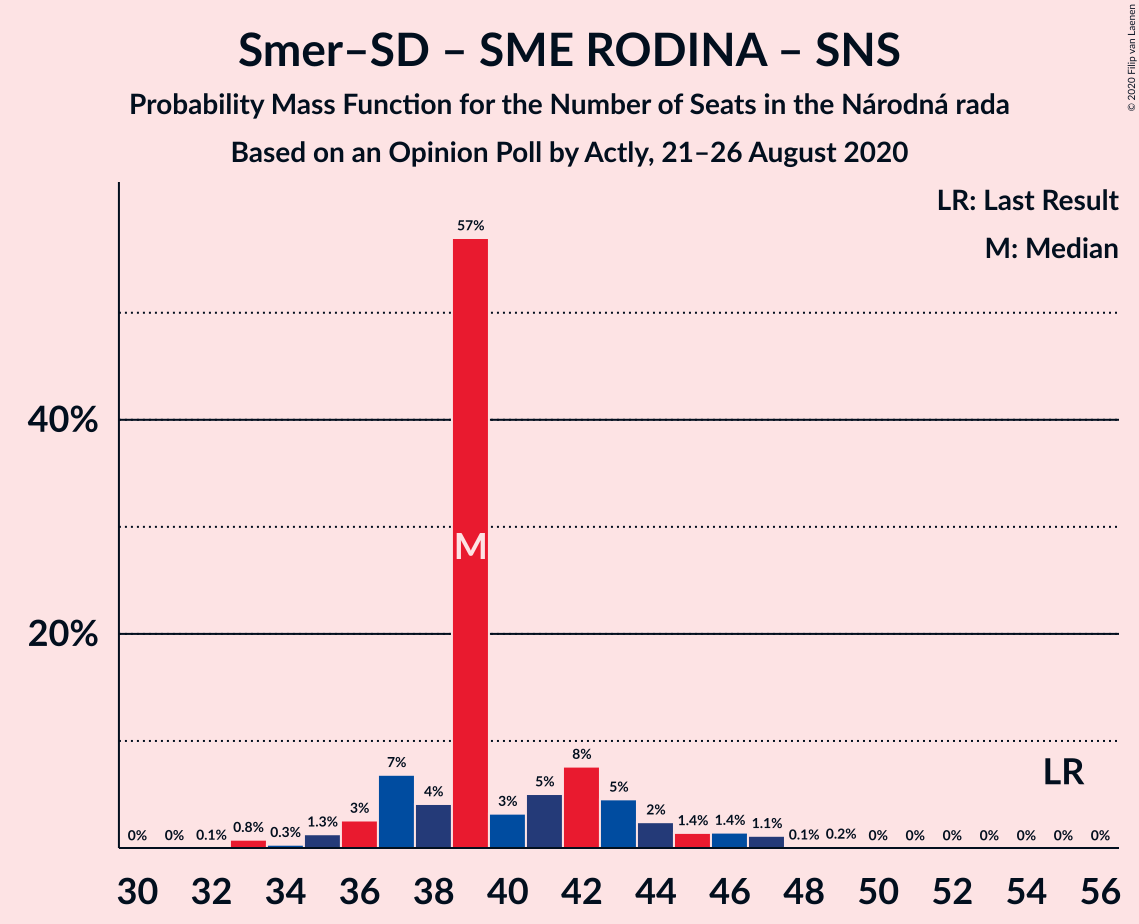 Smer–SD – SME RODINA – SNS
Probability Mass Function for the Number of Seats in the Národná rada
Based on an Opinion Poll by Actly, 21–26 August 2020
© 2020 Filip van Laenen
LR: Last Result
M: Median
40%
20%
0% 0% 0.1% 0.8% 0.3% 1.3% 3% 7% 4% 57% 3% 5% 8% 5% 2% 1.4% 1.4% 1.1% 0.1% 0.2% 0% 0% 0% 0% 0% 0% 0%
M
LR
30 32 34 36 38 40 42 44 46 48 50 52 54 56